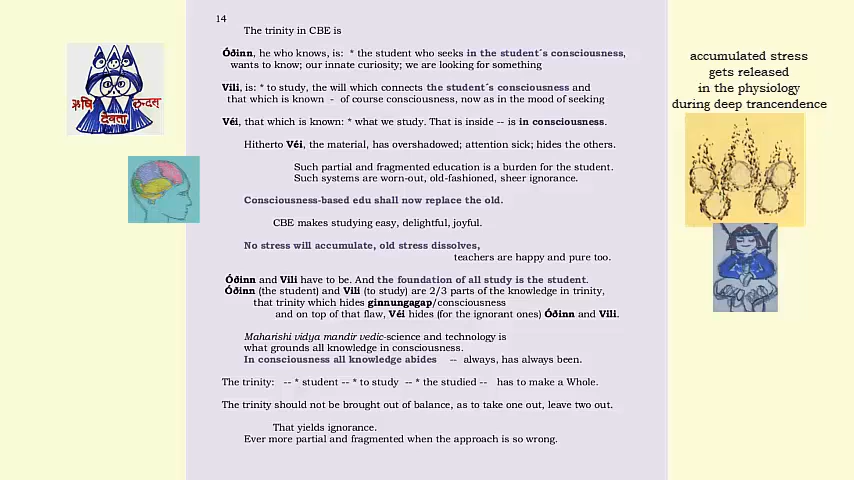 14
The trinity in CBE is
Óðinn, he who knows, is: * the student who seeks in the student´s consciousness,
wants to know; our innate curiosity; we are looking for something
Vili, is: * to study, the will which connects the student´s consciousness and
that which is known - of course consciousness, now as in the mood of seeking
Véi, that which is known: * what we study. That is inside -- is in consciousness.
Hitherto Véi, the material, has overshadowed; attention sick; hides the others.
Such partial and fragmented education is a burden for the student.
Such systems are worn-out, old-fashioned, sheer ignorance.
Consciousness-based edu shall now replace the old.
CBE makes studying easy, delightful, joyful.
No stress will accumulate, old stress dissolves,
teachers are happy and pure too.
Óðinn and Vili have to be. And the foundation of all study is the student.
Óðinn (the student) and Vili (to study) are 2/3 parts of the knowledge in trinity,
that trinity which hides ginnungagap/consciousness
and on top of that flaw, Véi hides (for the ignorant ones) Óðinn and Vili.
Maharishi vidya mandir vedic-science and technology is
what grounds all knowledge in consciousness.
In consciousness all knowledge abides -- always, has always been.
The trinity: -- * student -- * to study -- * the studied -- has to make a Whole.
The trinity should not be brought out of balance, as to take one out, leave two out.
That yields ignorance.
Ever more partial and fragmented when the approach is so wrong.
ऋषि
देवता
छन्दस्
accumulated stress
gets released
in the physiology
during deep trancendence